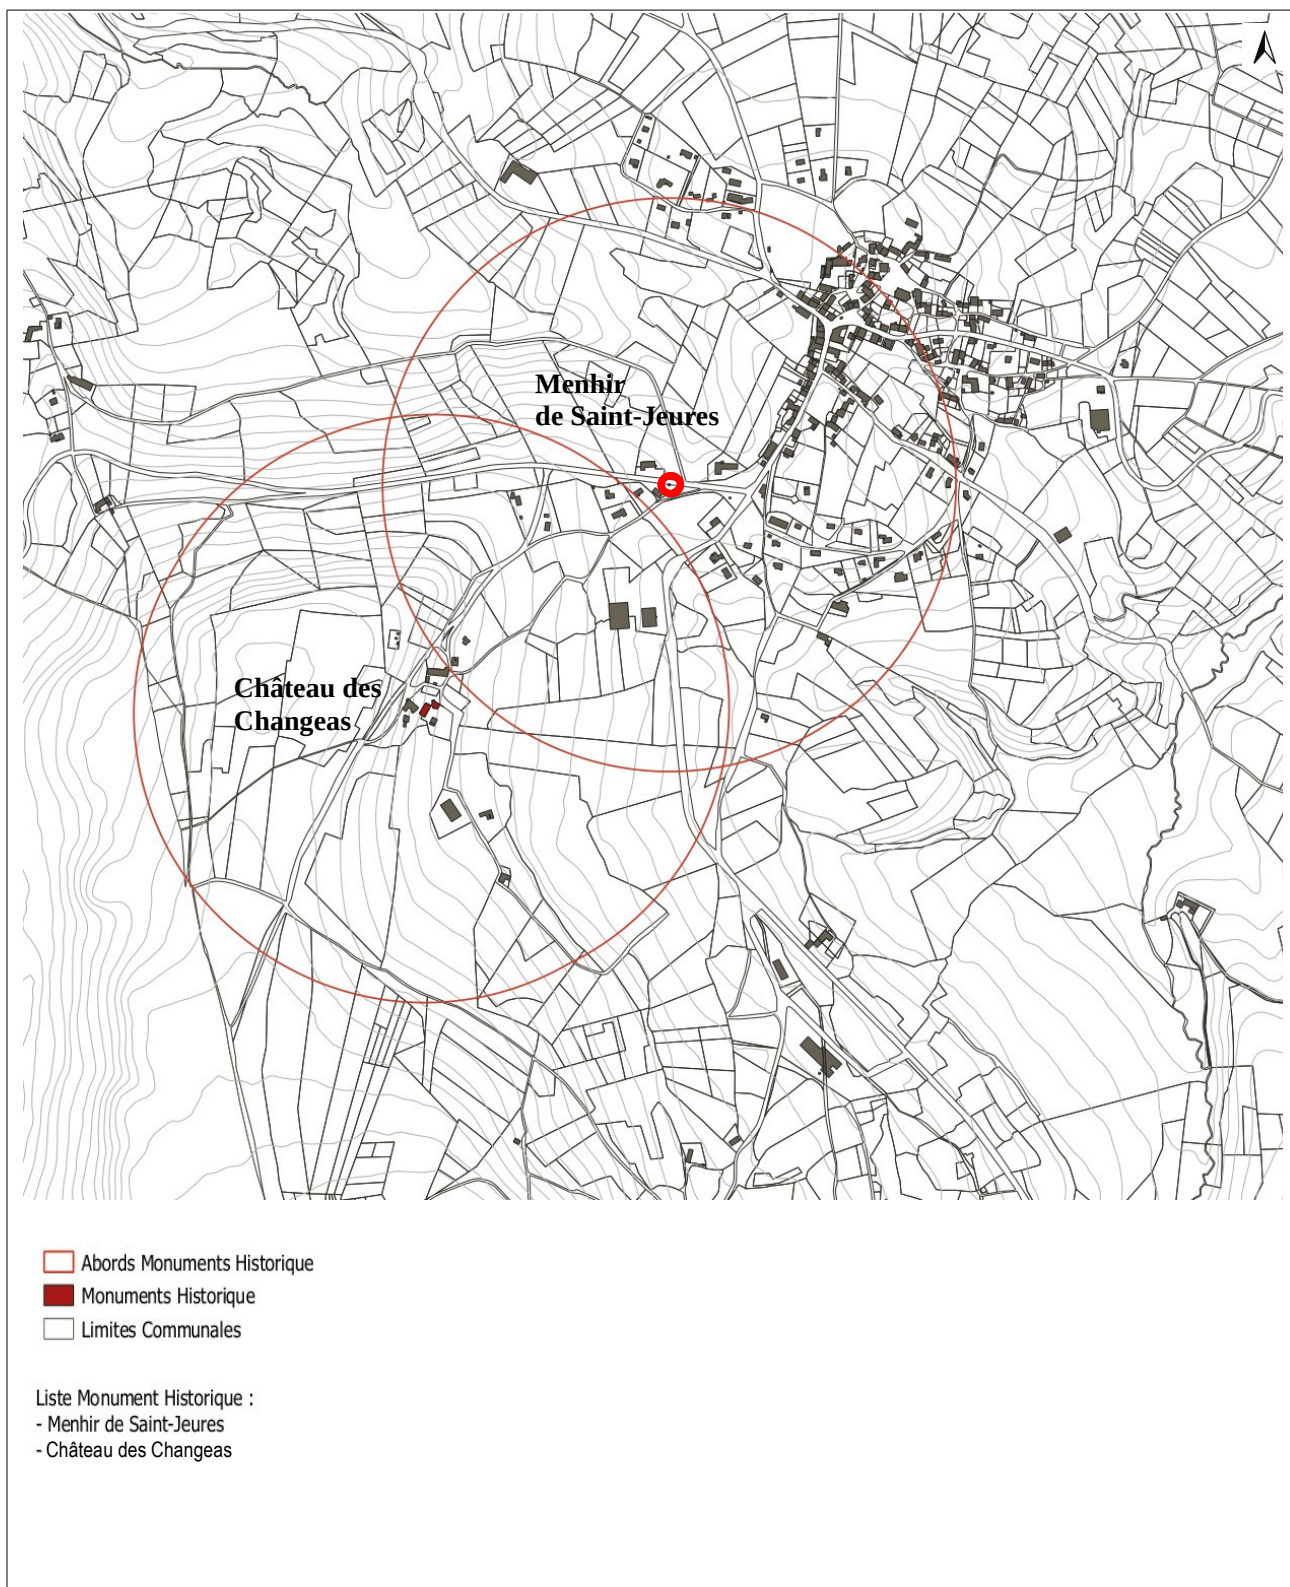 Menhir
de Saint-Jeures
Château des
Changeas
Abords Monuments Historique
Monuments Historique
Limites Communales
Liste Monument Historique :
- Menhir de Saint-Jeures
- Château des Changeas